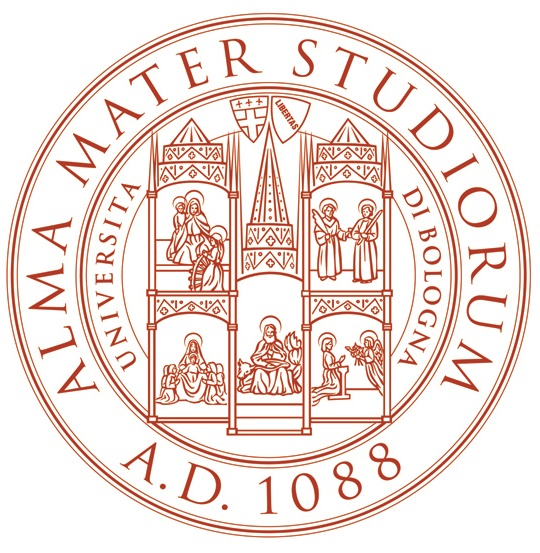 ALMA MATER STUDIORUM
A.D. 1088
UNIVERSITA
DI BOLOGNA
LIBERTAS